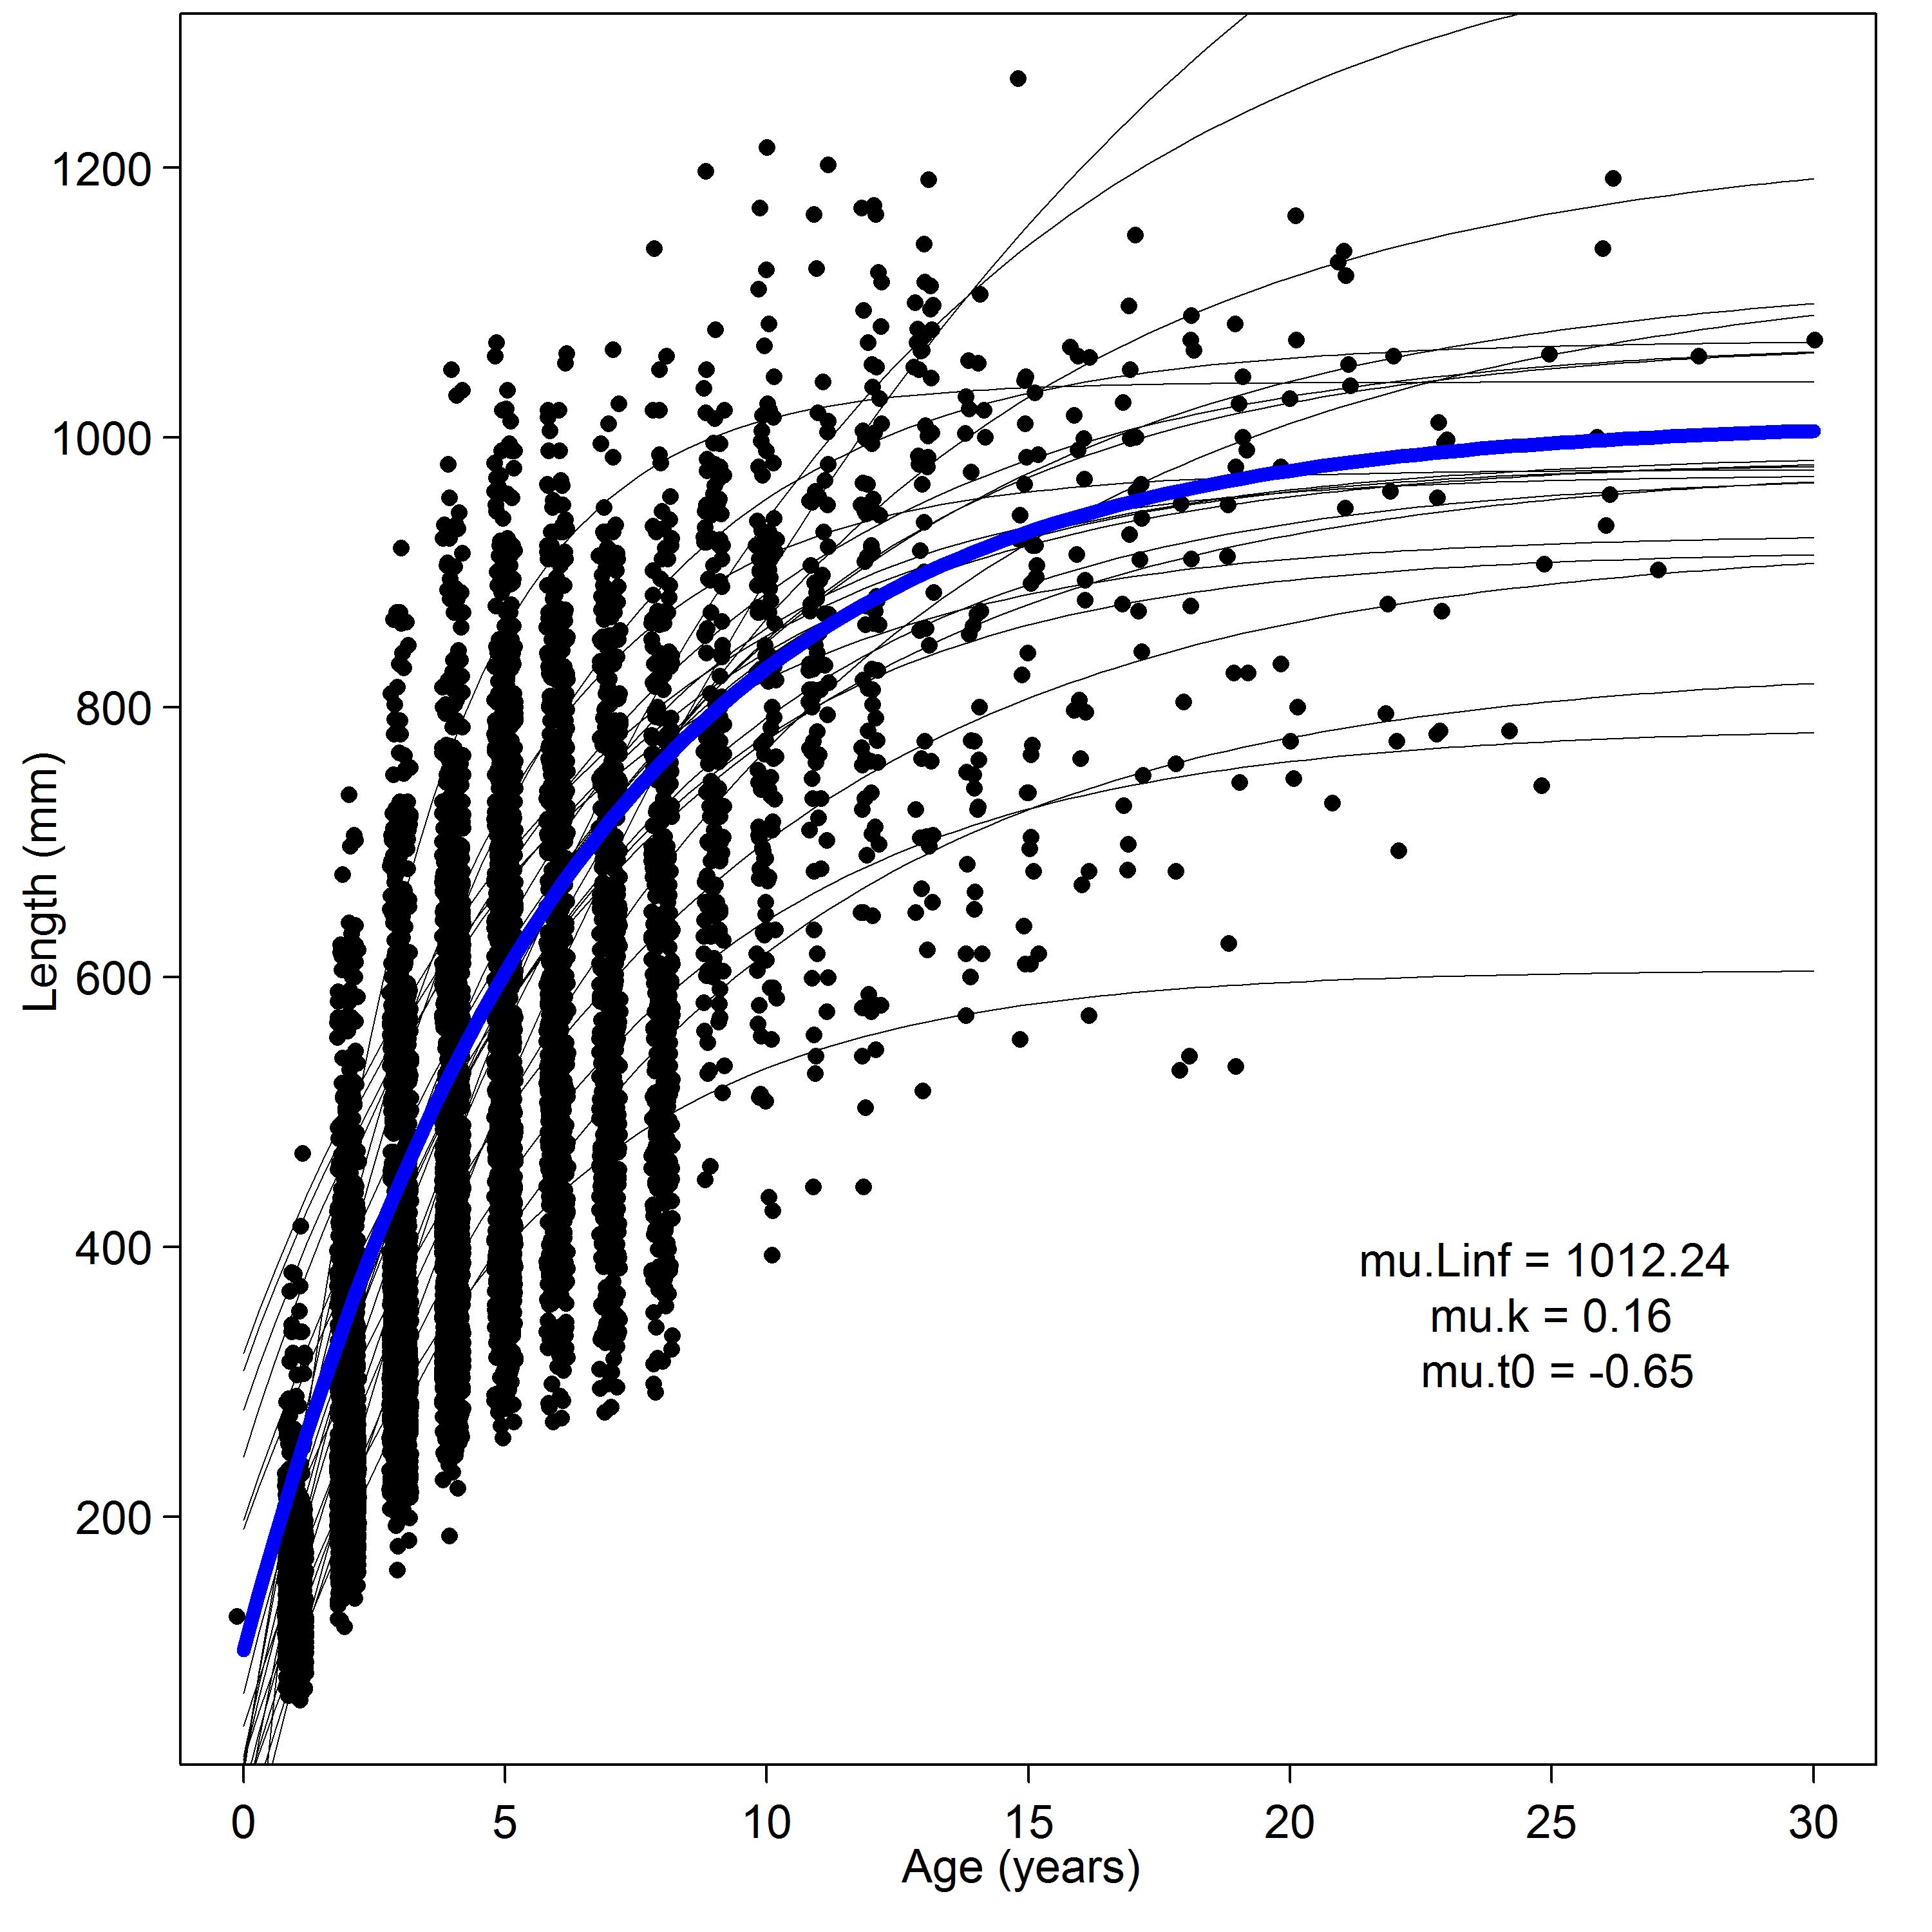 1200
1000
800
600
400
200
Length (mm)
mu.Linf = 1012.24
mu.k = 0.16
mu.t0 = -0.65
0 5 10 15 20 25 30
Age (years)